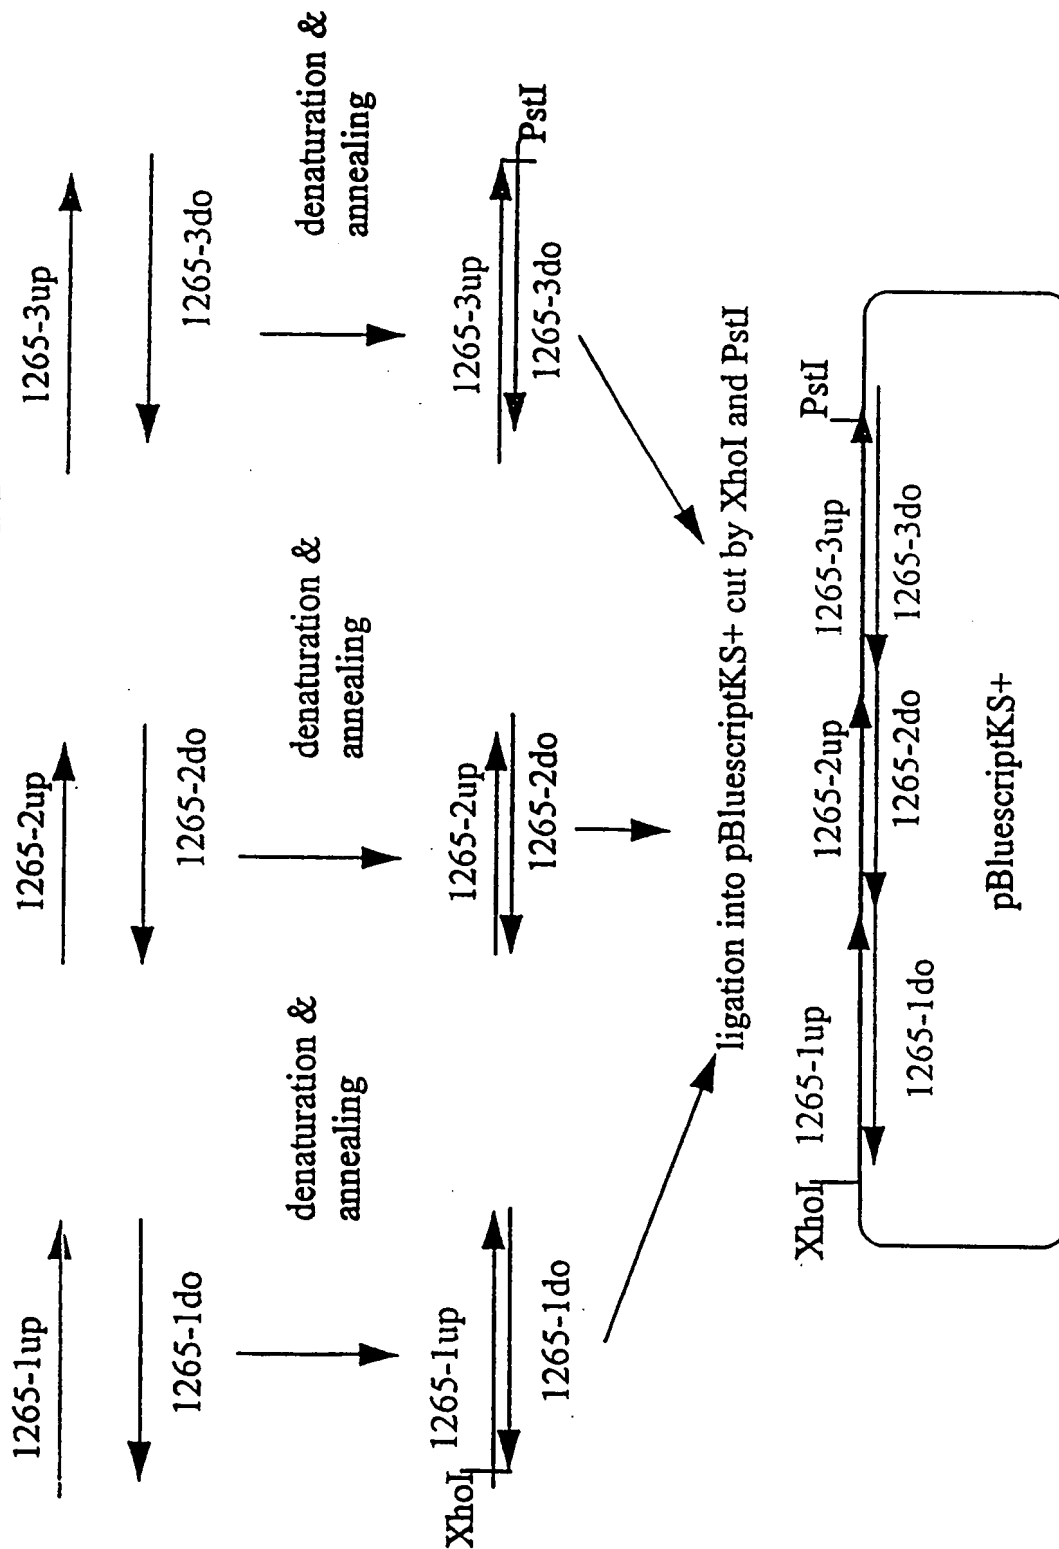 1265-1up
1265-2up
1265-3up
1265-1do
1265-2do
1265-3do
denaturation &
annealing
denaturation &
annealing
denaturation &
annealing
XhoI
1265-1up
1265-1do
1265-2up
1265-2do
1265-3up
1265-3do
PstI
ligation into pBluescriptKS+ cut by XhoI and PstI
XhoI
1265-1up
1265-2up
1265-3up
PstI
1265-1do
1265-2do
1265-3do
pBluescriptKS+